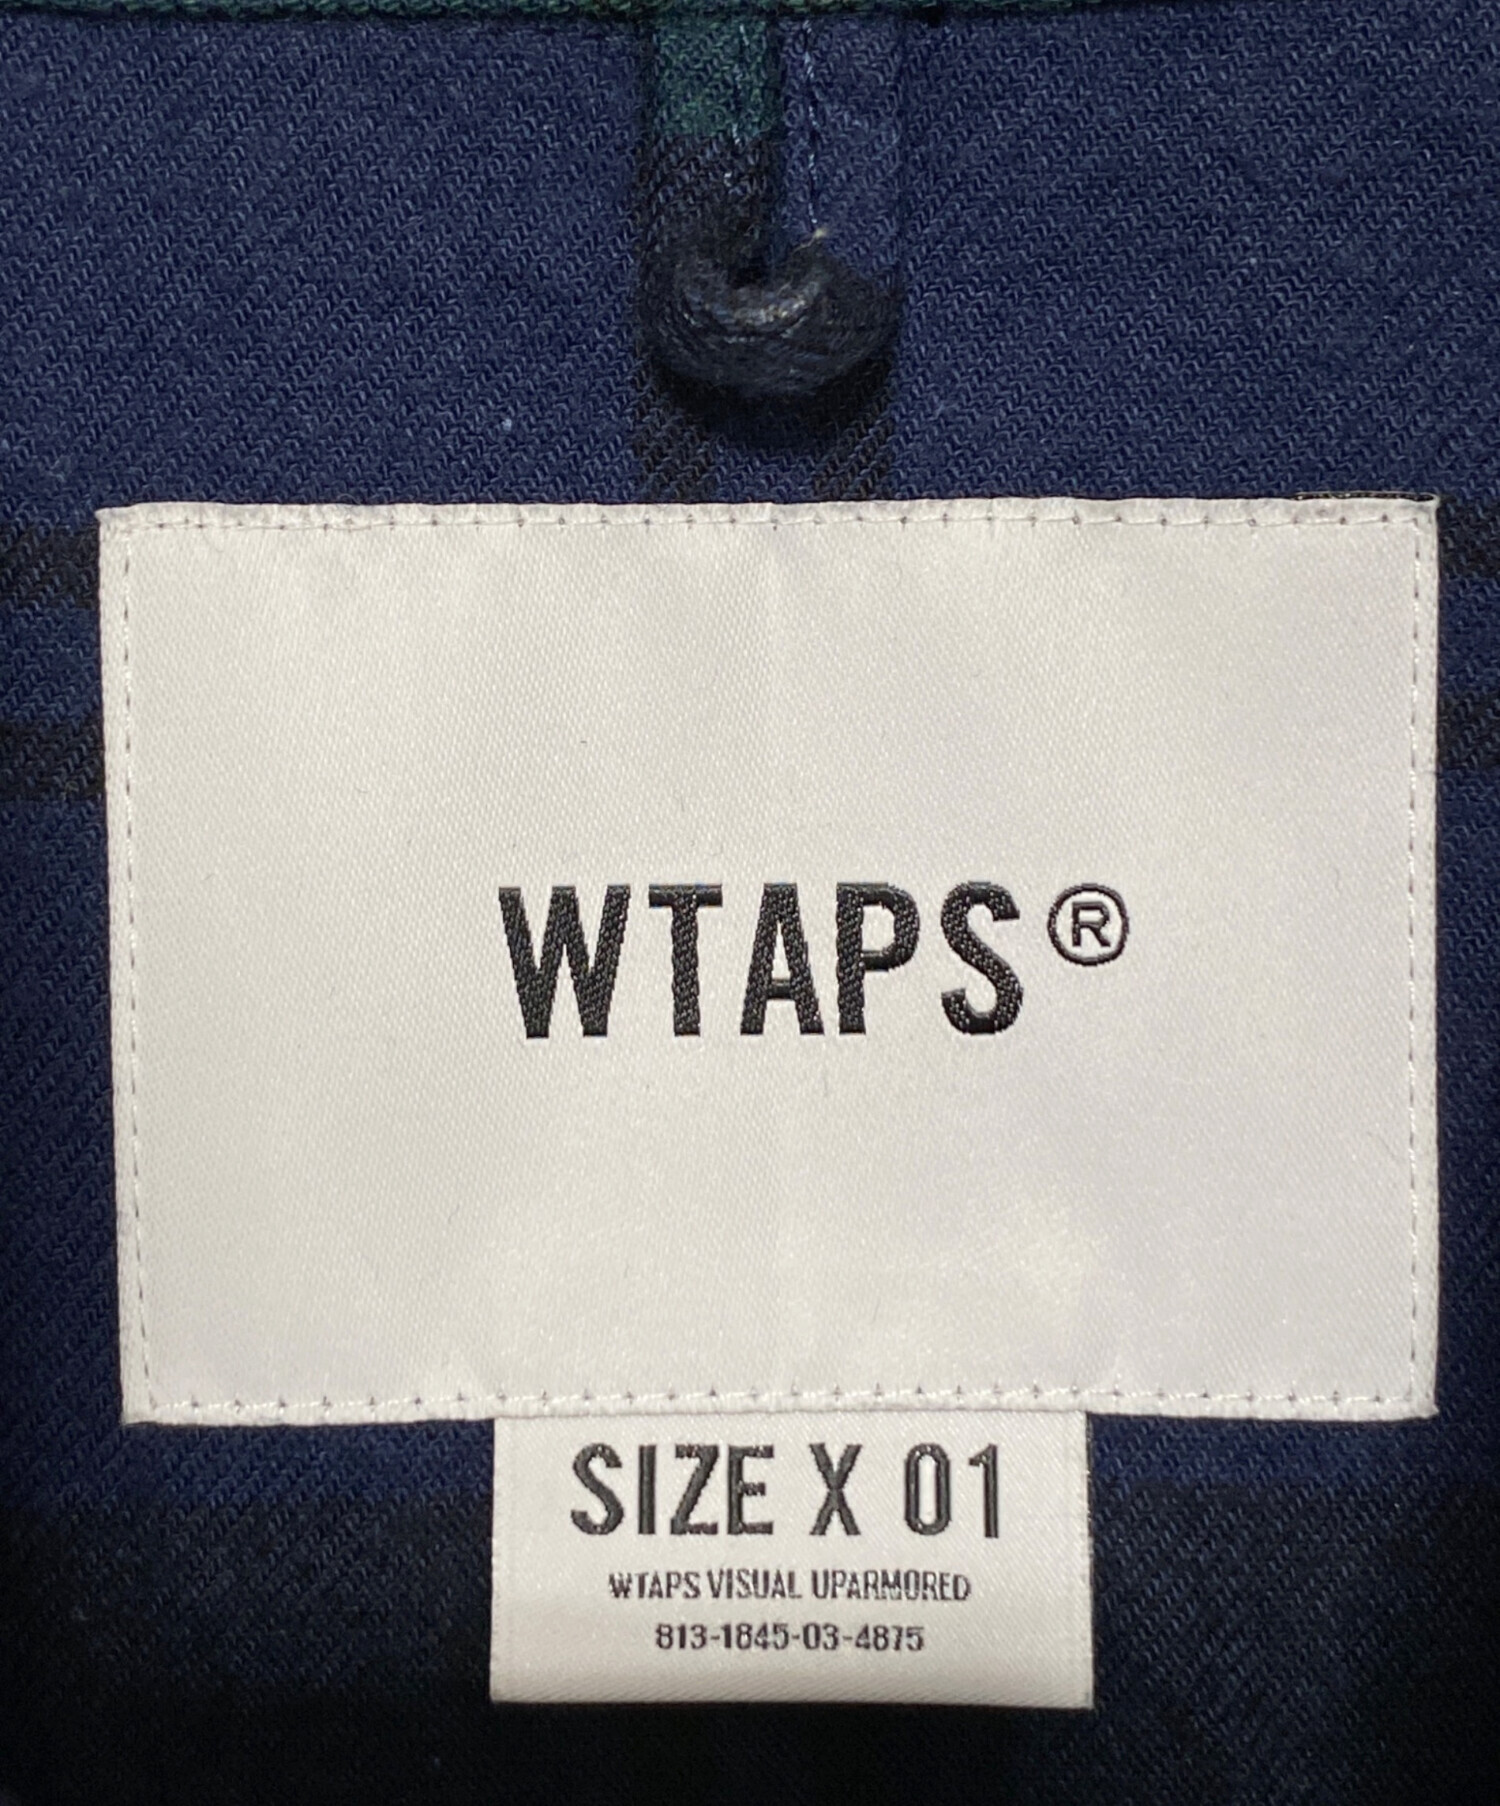 WTAPS®
SIZE X 01
WTAPS VISUAL UPARMORED
813-1845-03-4875